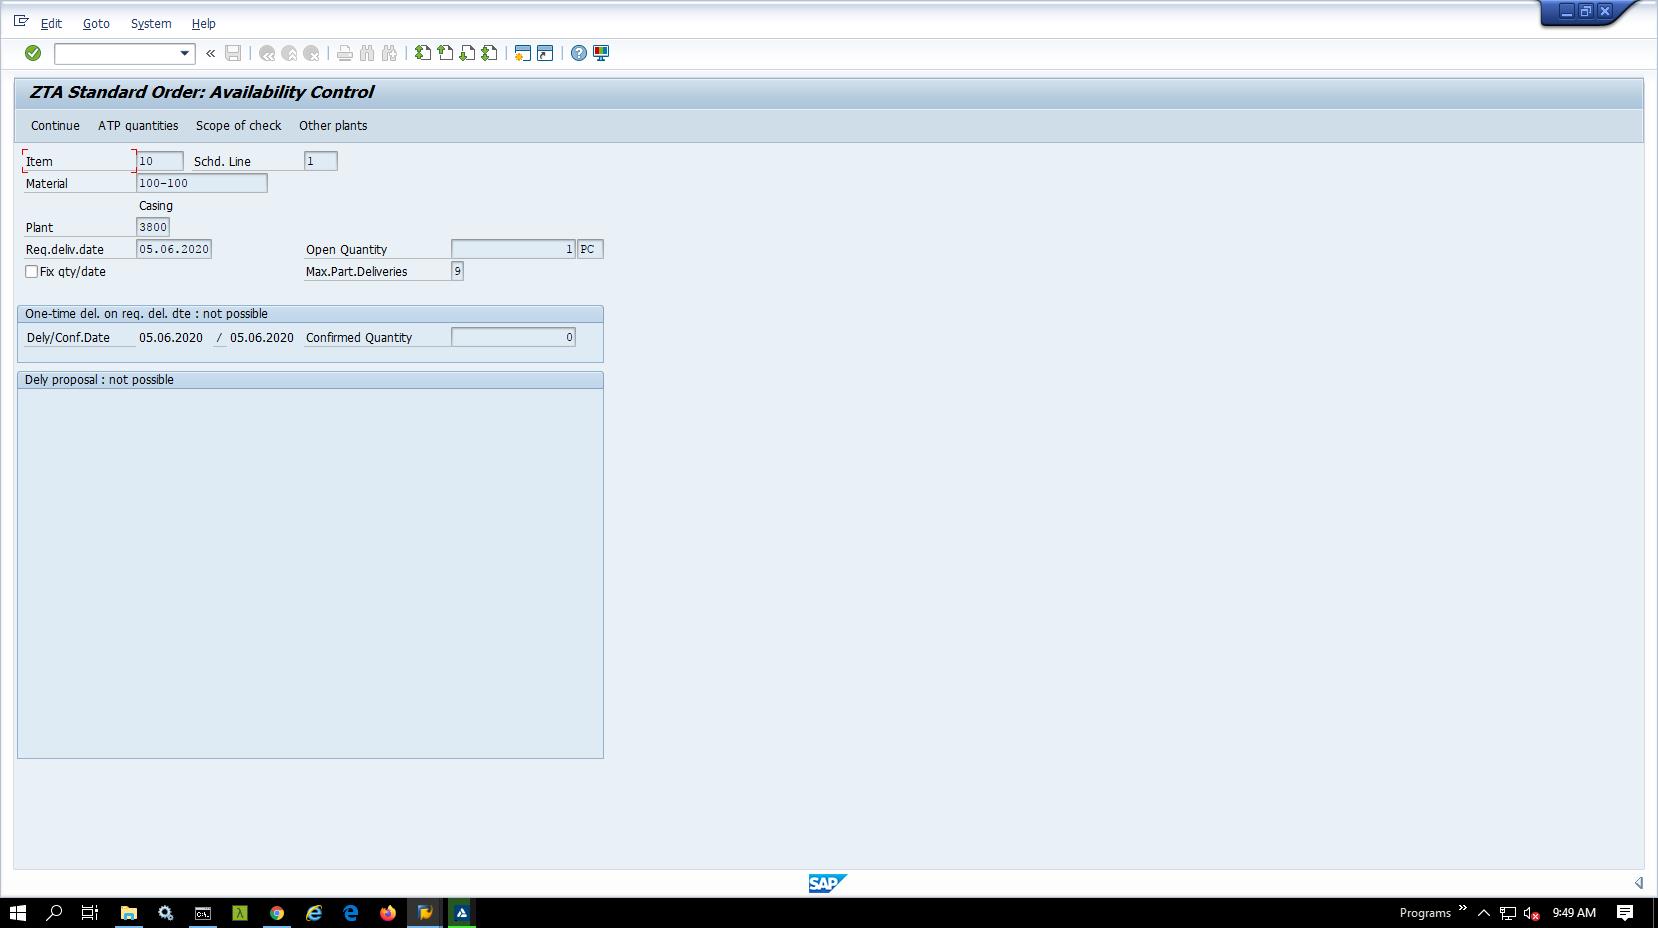 Edit Goto System Help
ZTA Standard Order: Availability Control
Continue ATP quantities Scope of check Other plants
Item 10 Schd. Line 1
Material 100-100
Casing
Plant 3800
Req.deliv.date 05.06.2020 Open Quantity 1 PC
Fix qty/date Max.Part.Deliveries 9
One-time del. on req. del. dte : not possible
Dely/Conf.Date 05.06.2020 / 05.06.2020 Confirmed Quantity 0
Dely proposal : not possible
SAP
Programs 9:49 AM